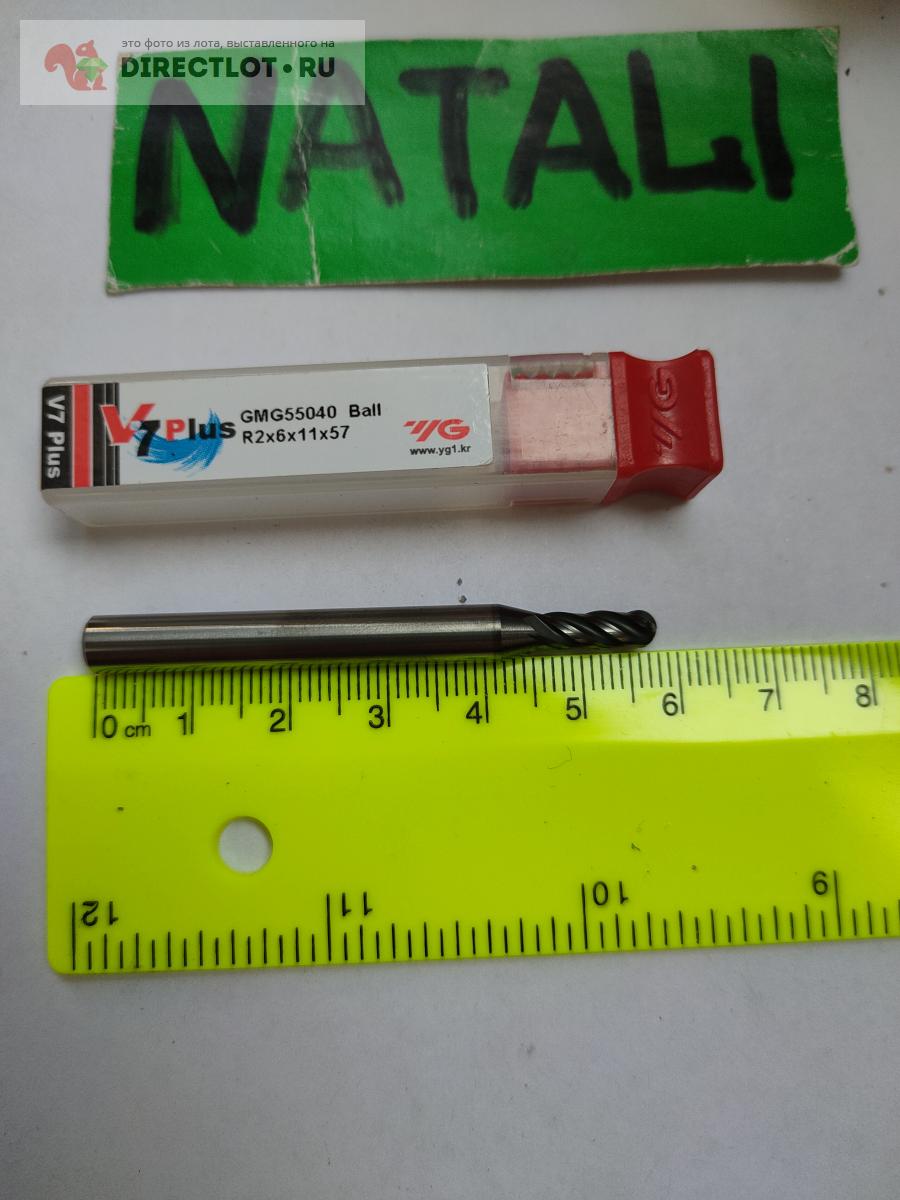 это фото из лота, выставленного на
DIRECTLOT•RU
NATALI
V7 Plus
V7 Plus
GMG55040 Ball
R2x6x11x57
YG
www.yg1.kr
YG
0 cm 1 2 3 4 5 6 7 8
12 11 10 9